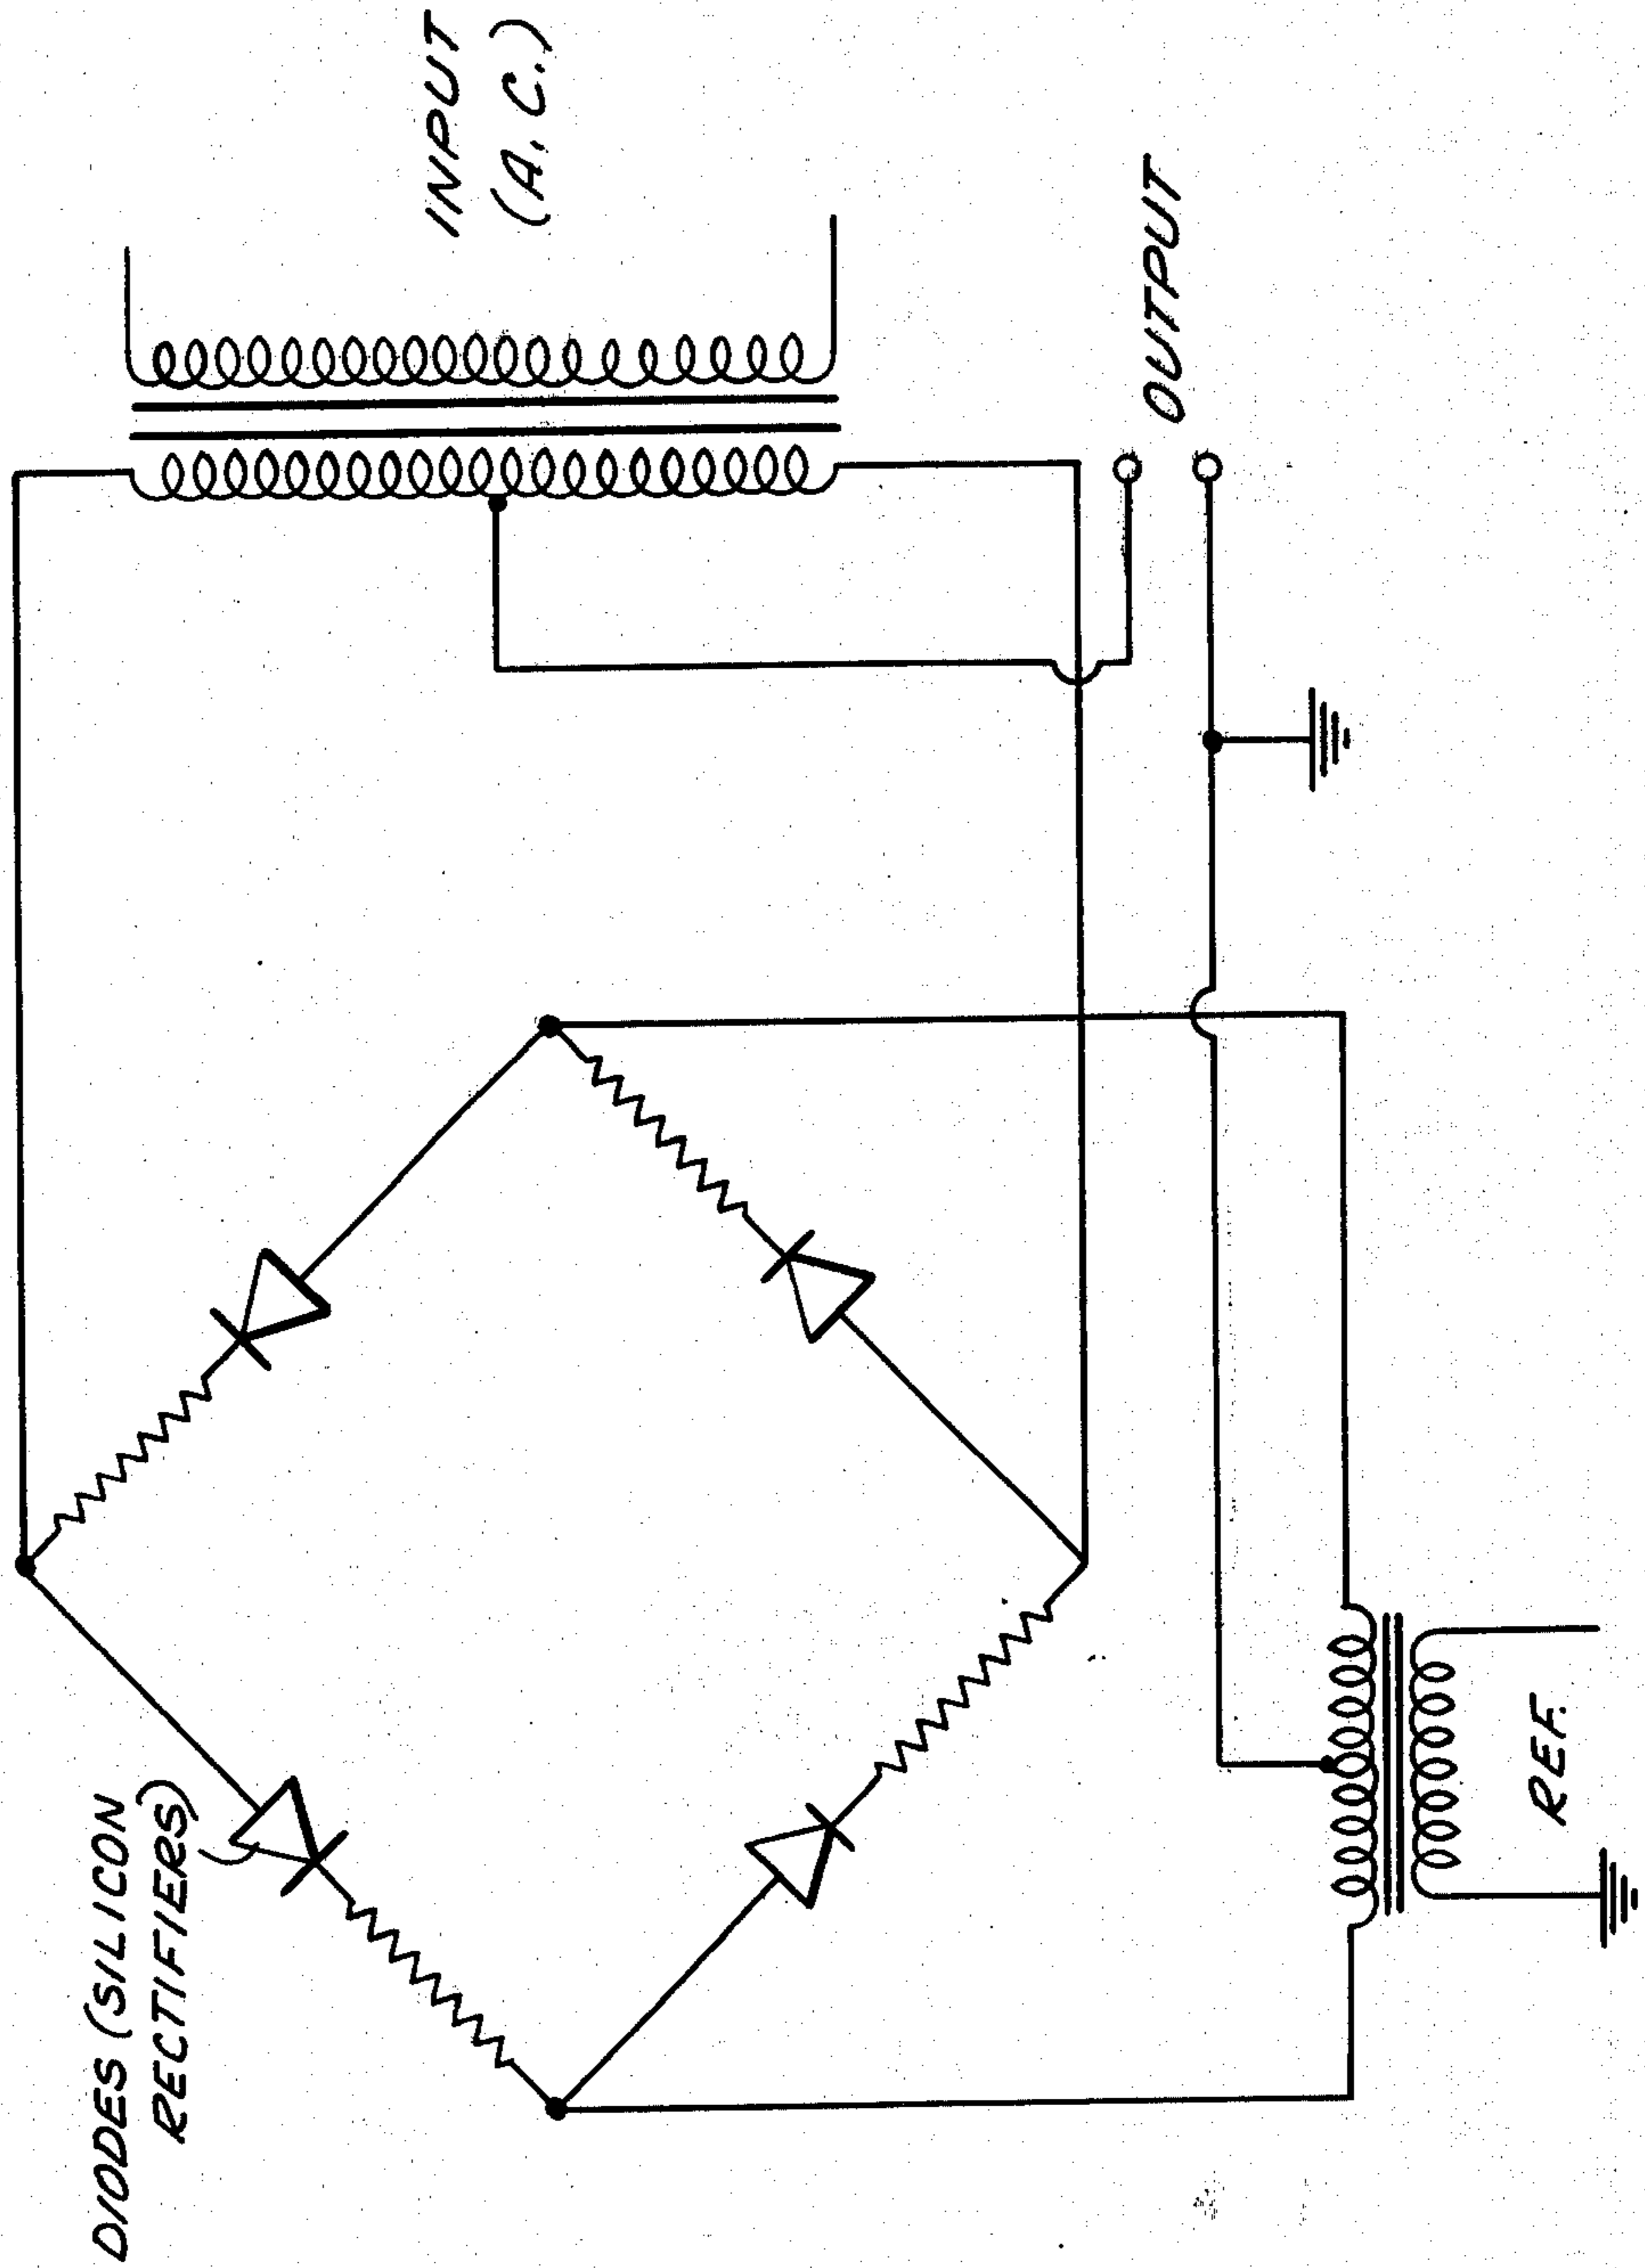 DIODES (SILICON
RECTIFIERS)
INPUT
(A.C.)
OUTPUT
REF.